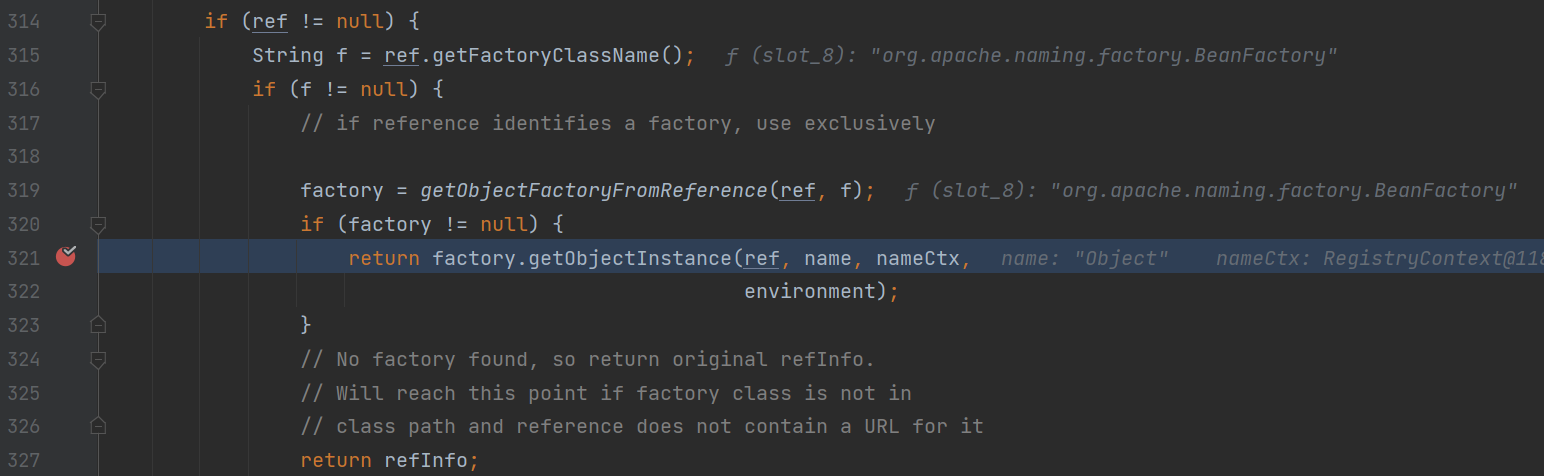 314 if (ref != null) {
315 String f = ref.getFactoryClassName(); f (slot_8): "org.apache.naming.factory.BeanFactory"
316 if (f != null) {
317 // if reference identifies a factory, use exclusively
318
319 factory = getObjectFactoryFromReference(ref, f); f (slot_8): "org.apache.naming.factory.BeanFactory"
320 if (factory != null) {
321 return factory.getObjectInstance(ref, name, nameCtx, name: "Object" nameCtx: RegistryContext@118
322 environment);
323 }
324 // No factory found, so return original refInfo.
325 // Will reach this point if factory class is not in
326 // class path and reference does not contain a URL for it
327 return refInfo;